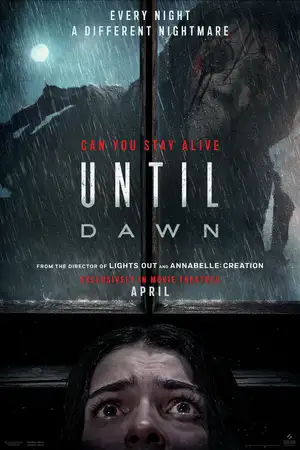 EVERY NIGHT
A DIFFERENT NIGHTMARE
CAN YOU STAY ALIVE
UNTIL
DAWN
FROM THE DIRECTOR OF LIGHTS OUT AND ANNABELLE: CREATION
EXCLUSIVELY IN MOVIE THEATRES
APRIL